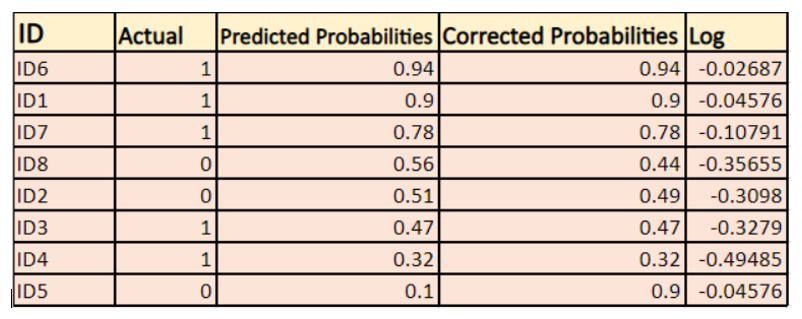 ID Actual Predicted Probabilities Corrected Probabilities Log
ID6 1 0.94 0.94 -0.02687
ID1 1 0.9 0.9 -0.04576
ID7 1 0.78 0.78 -0.10791
ID8 0 0.56 0.44 -0.35655
ID2 0 0.51 0.49 -0.3098
ID3 1 0.47 0.47 -0.3279
ID4 1 0.32 0.32 -0.49485
ID5 0 0.1 0.9 -0.04576